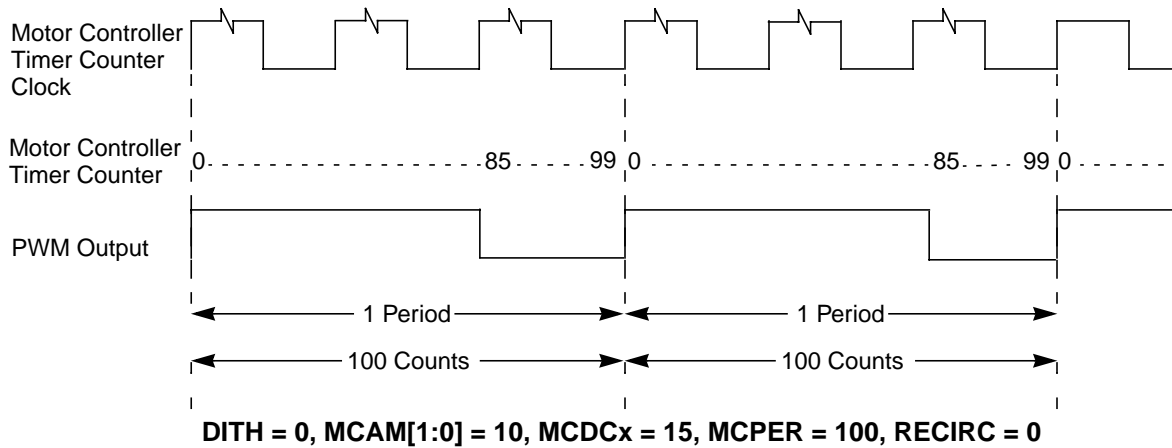 Motor Controller
Timer Counter
Clock
Motor Controller
Timer Counter
0 85 99 0 85 99 0
PWM Output
1 Period 1 Period
100 Counts 100 Counts
DITH = 0, MCAM[1:0] = 10, MCDCx = 15, MCPER = 100, RECIRC = 0